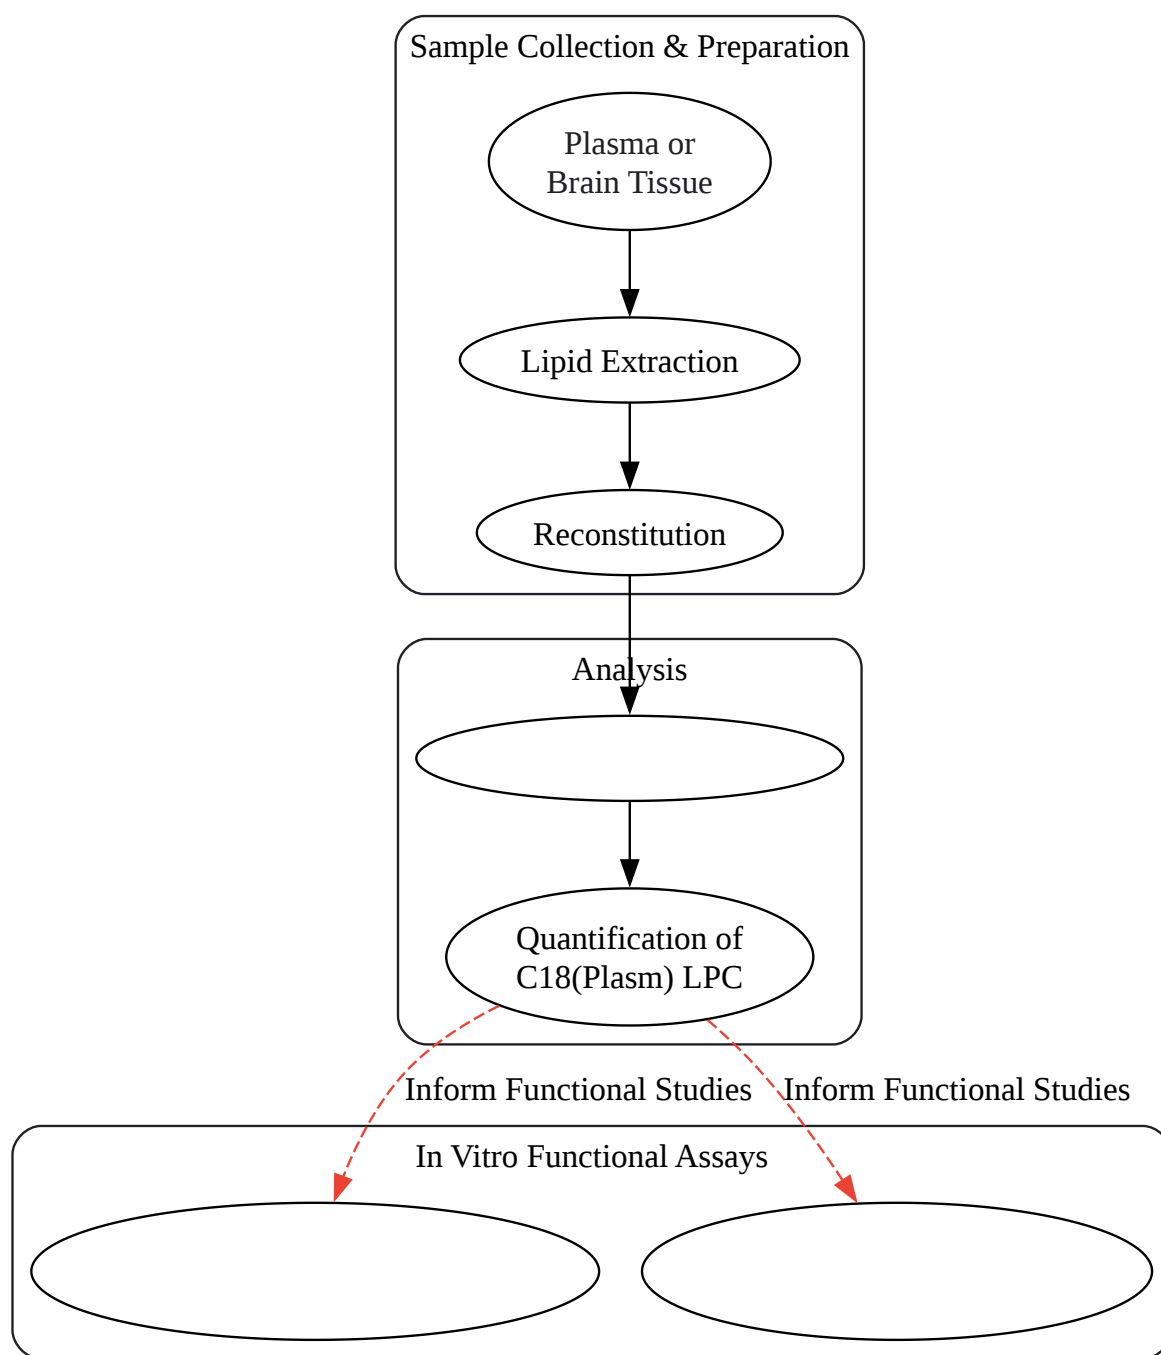 Sample Collection & Preparation
Plasma or
Brain Tissue
Lipid Extraction
Reconstitution
Analysis
Quantification of
C18(Plasm) LPC
Inform Functional Studies
Inform Functional Studies
In Vitro Functional Assays